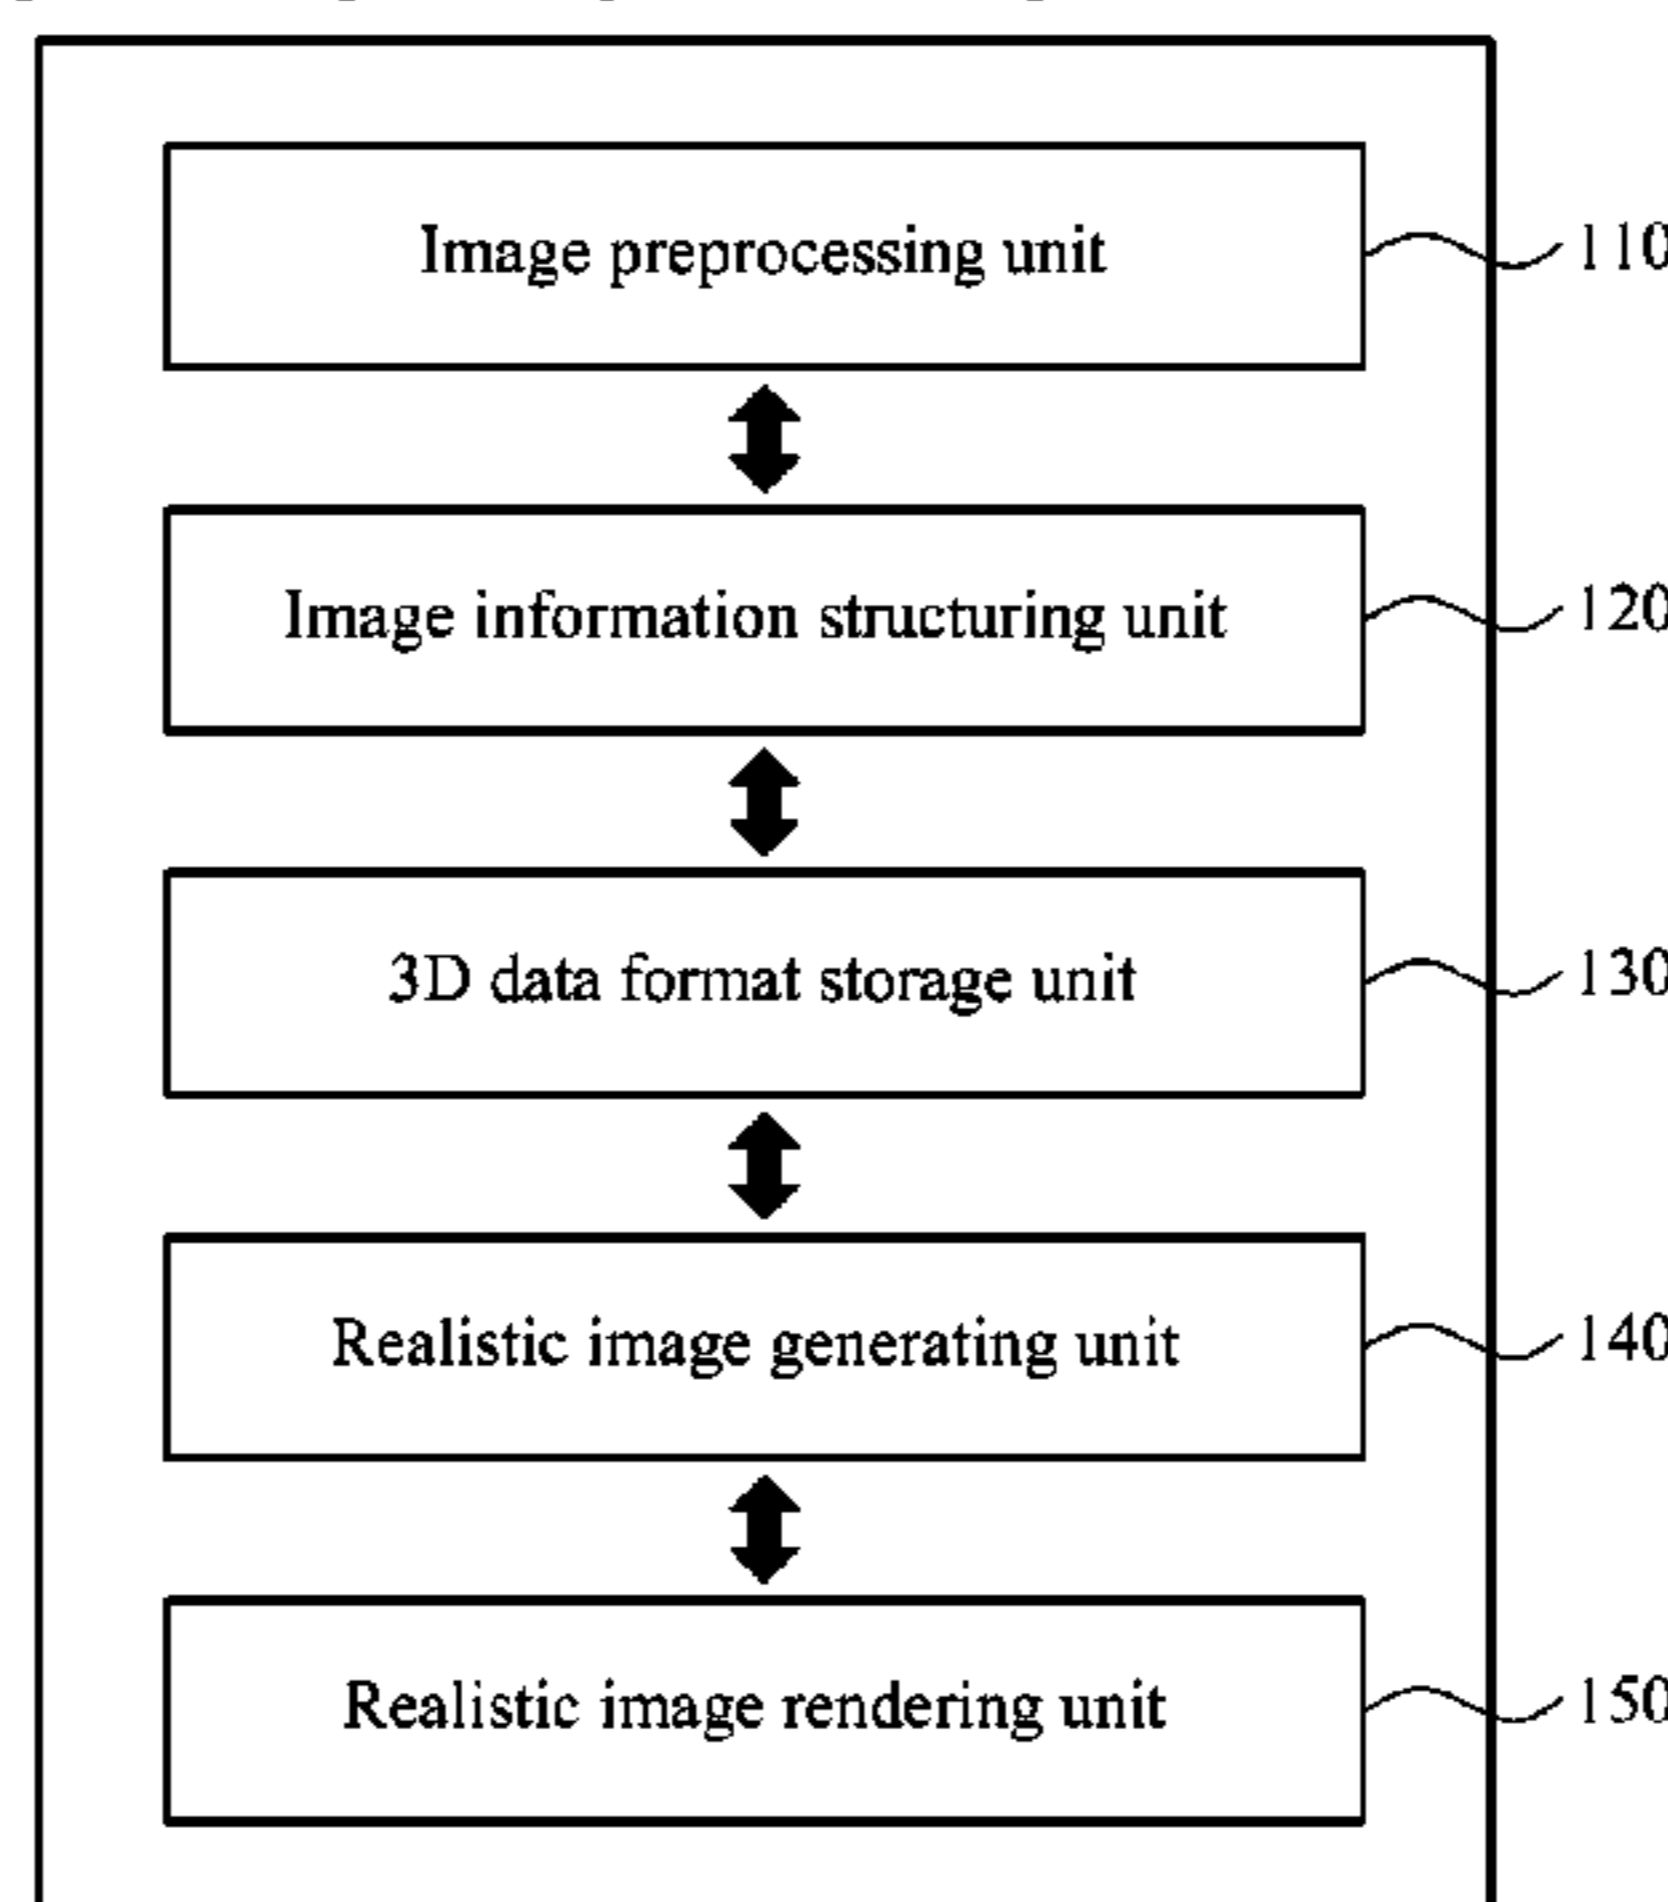 Image preprocessing unit
110
Image information structuring unit
120
3D data format storage unit
130
Realistic image generating unit
140
Realistic image rendering unit
150